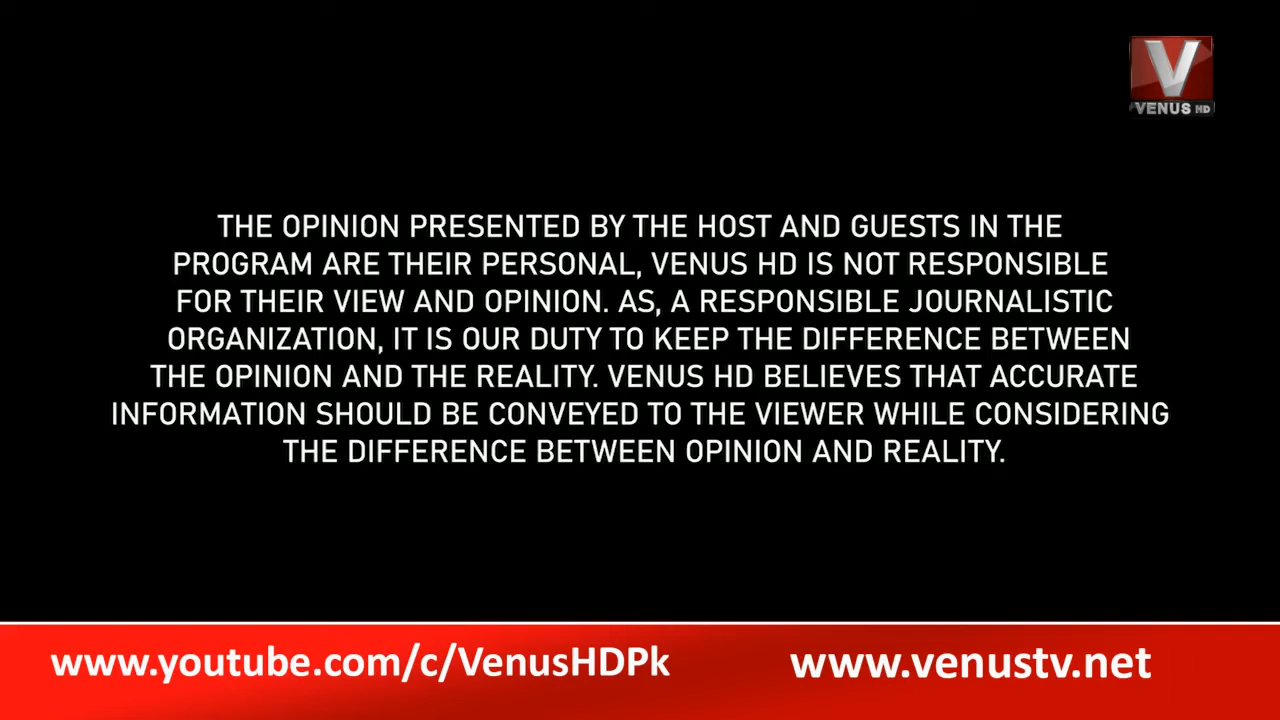 V
VENUS HD
THE OPINION PRESENTED BY THE HOST AND GUESTS IN THE
PROGRAM ARE THEIR PERSONAL, VENUS HD IS NOT RESPONSIBLE
FOR THEIR VIEW AND OPINION. AS, A RESPONSIBLE JOURNALISTIC
ORGANIZATION, IT IS OUR DUTY TO KEEP THE DIFFERENCE BETWEEN
THE OPINION AND THE REALITY. VENUS HD BELIEVES THAT ACCURATE
INFORMATION SHOULD BE CONVEYED TO THE VIEWER WHILE CONSIDERING
THE DIFFERENCE BETWEEN OPINION AND REALITY.
www.youtube.com/c/VenusHDPk www.venustv.net